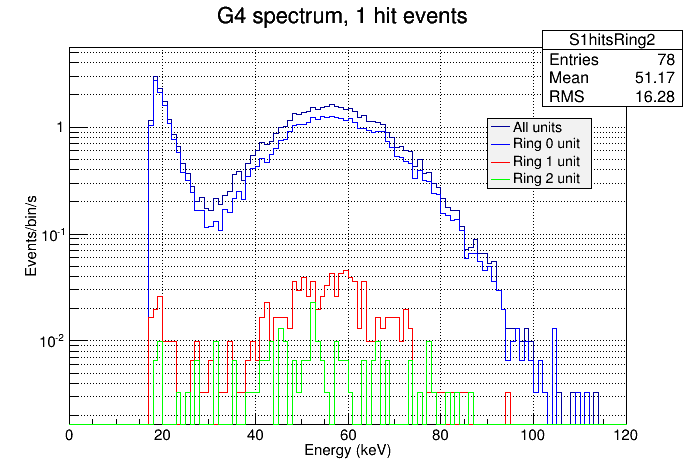 G4 spectrum, 1 hit events
S1hitsRing2
Entries 78
Mean 51.17
RMS 16.28
All units
Ring 0 unit
Ring 1 unit
Ring 2 unit
Events/bin/s
1
10-1
10-2
0 20 40 60 80 100 120
Energy (keV)